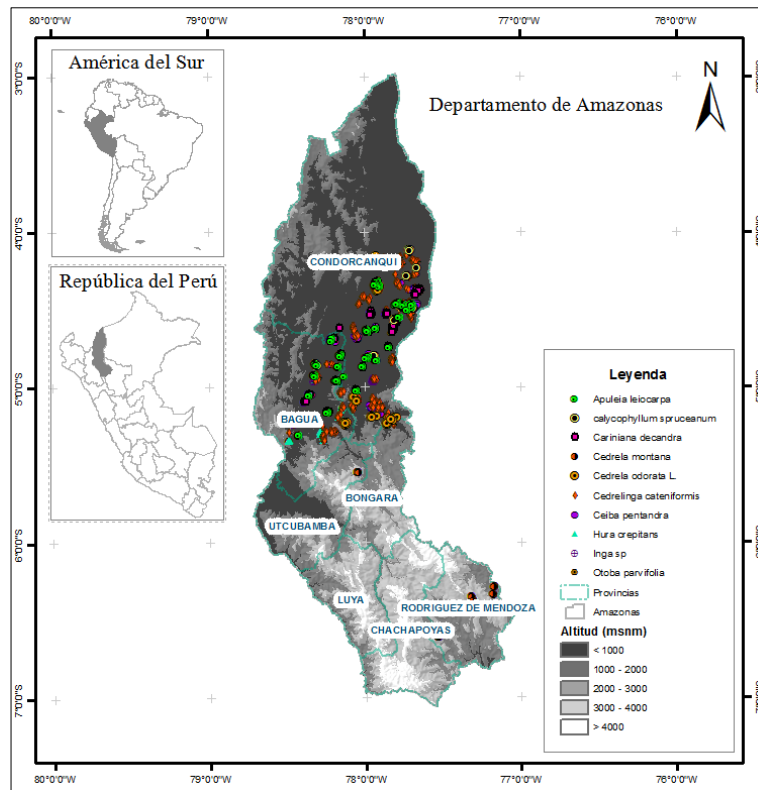 80°0'0"W 79°0'0"W 78°0'0"W 77°0'0"W 76°0'0"W
América del Sur
República del Perú
Departamento de Amazonas
N
3°0'0"S
4°0'0"S
5°0'0"S
6°0'0"S
7°0'0"S
CONDORCANQUI
BAGUA
BONGARA
UTCUBAMBA
LUYA
RODRIGUEZ DE MENDOZA
CHACHAPOYAS
Leyenda
Apuleia leiocarpa
calycophyllum spruceanum
Cariniana decandra
Cedrela montana
Cedrela odorata L.
Cedrelinga cateniformis
Ceiba pentandra
Hura crepitans
Inga sp
Otoba parvifolia
Provincias
Amazonas
Altitud (msnm)
< 1000
1000 - 2000
2000 - 3000
3000 - 4000
> 4000
80°0'0"W 79°0'0"W 78°0'0"W 77°0'0"W 76°0'0"W